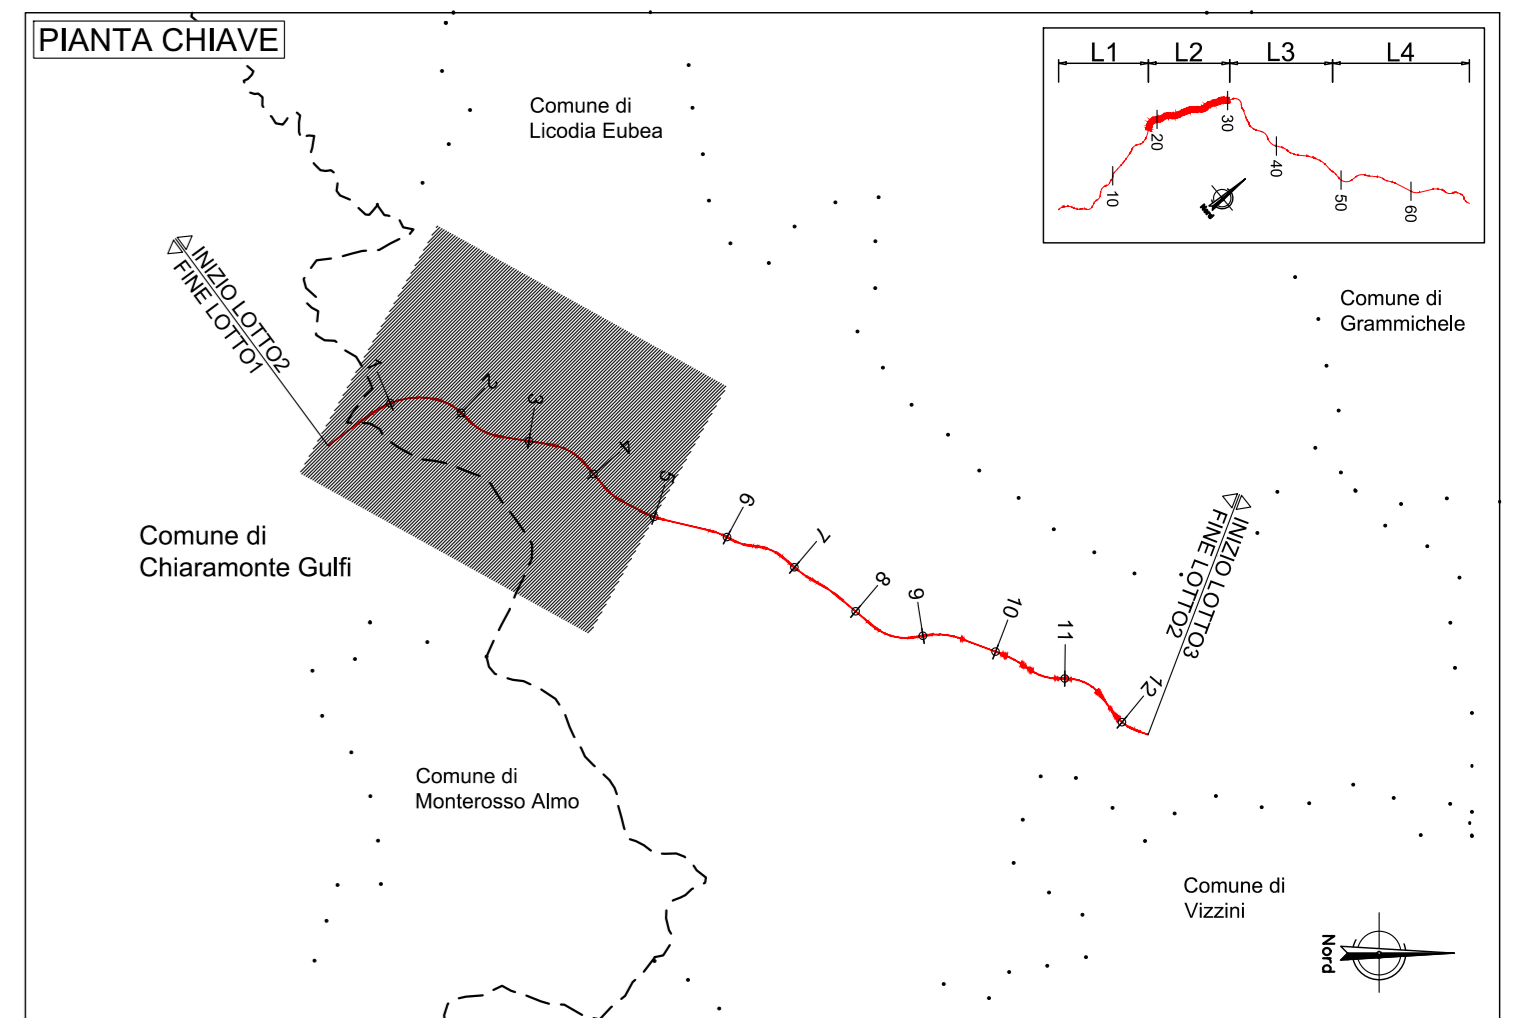 PIANTA CHIAVE
L1
L2
L3
L4
10
20
30
40
50
60
Nord
Comune di
Licodia Eubea
Comune di
Grammichele
INIZIO LOTTO2
FINE LOTTO1
1
2
3
4
5
6
7
8
9
10
11
12
INIZIO LOTTO3
FINE LOTTO2
Comune di
Chiaramonte Gulfi
Comune di
Monterosso Almo
Comune di
Vizzini
Nord